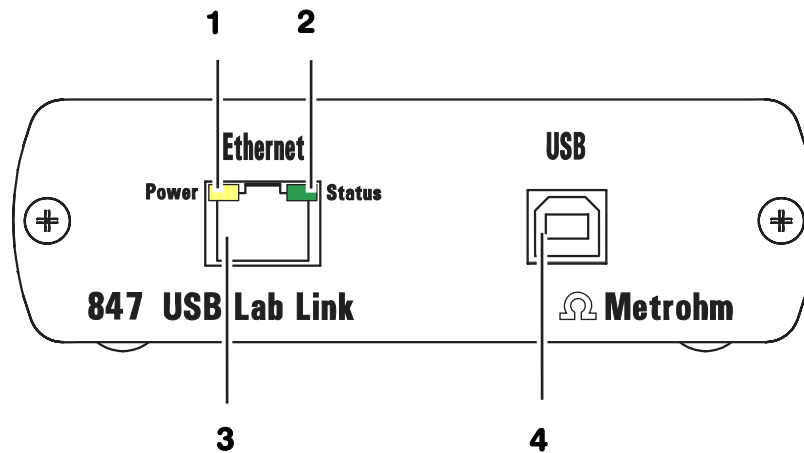 1 2
Ethernet USB
Power Status
847 USB Lab Link Ω Metrohm
3 4